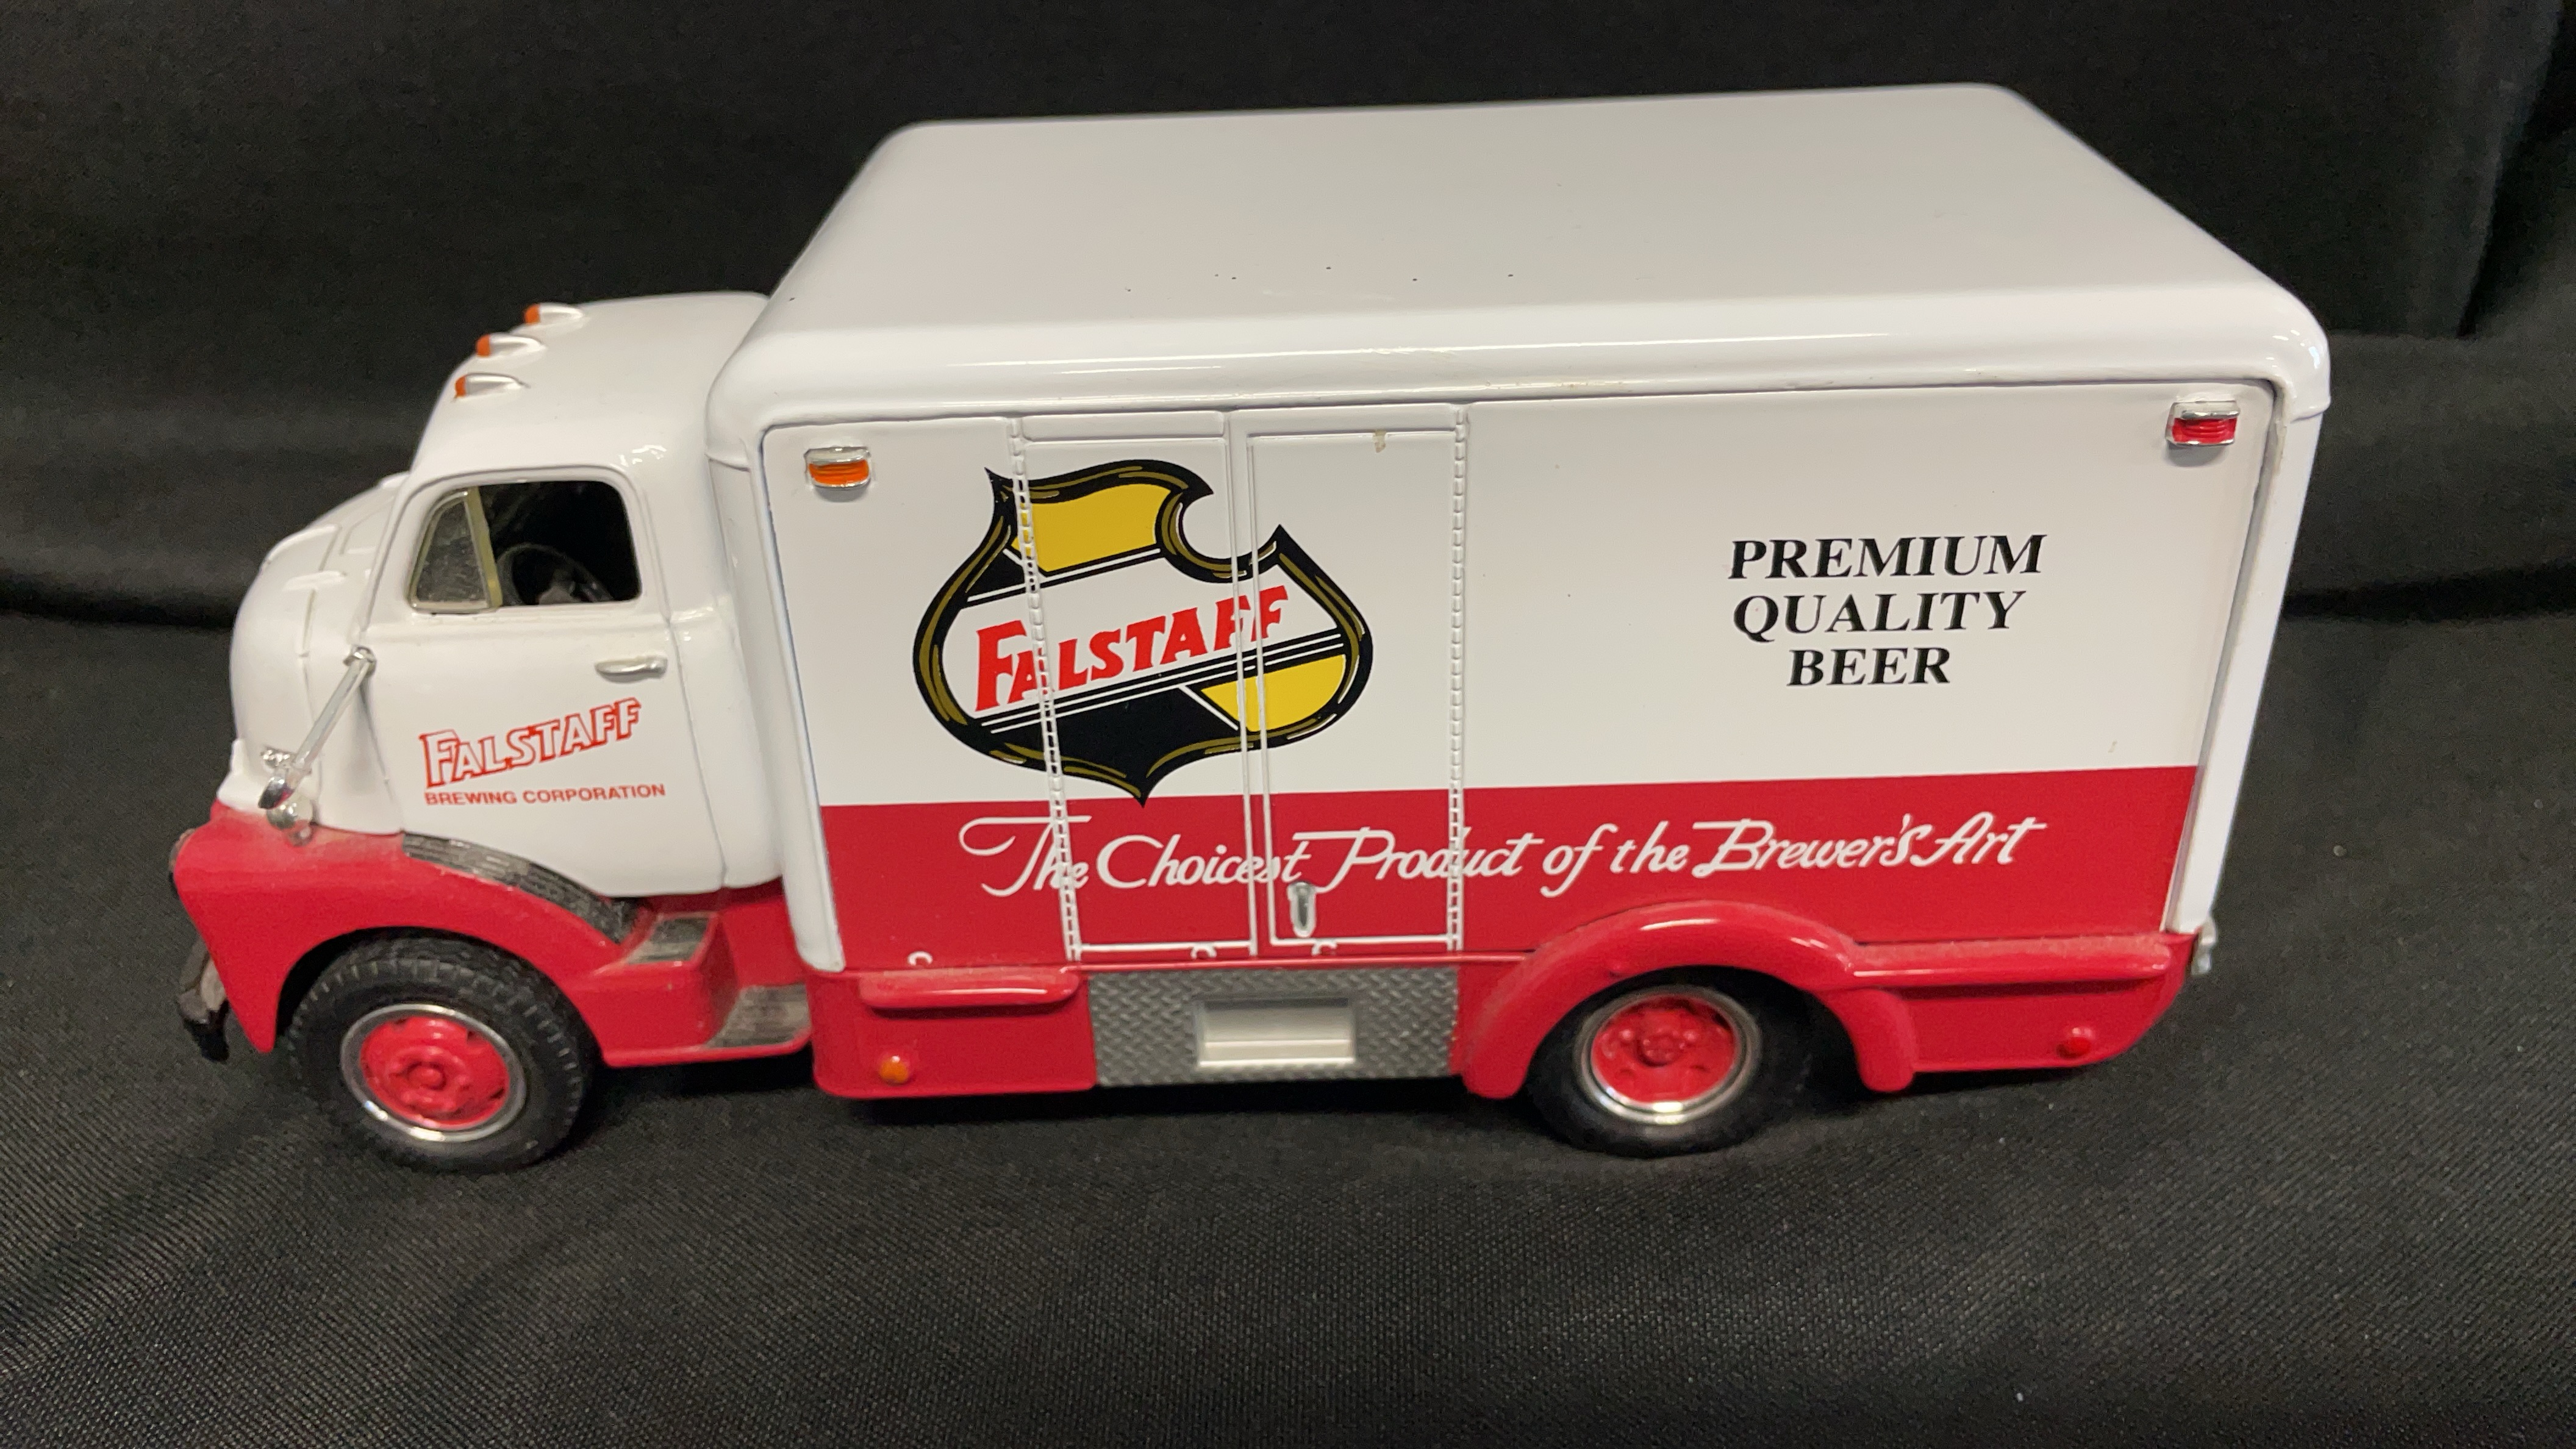 FALSTAFF
BREWING CORPORATION
FALSTAFF
PREMIUM
QUALITY
BEER
The Choicest Product of the Brewer's Art